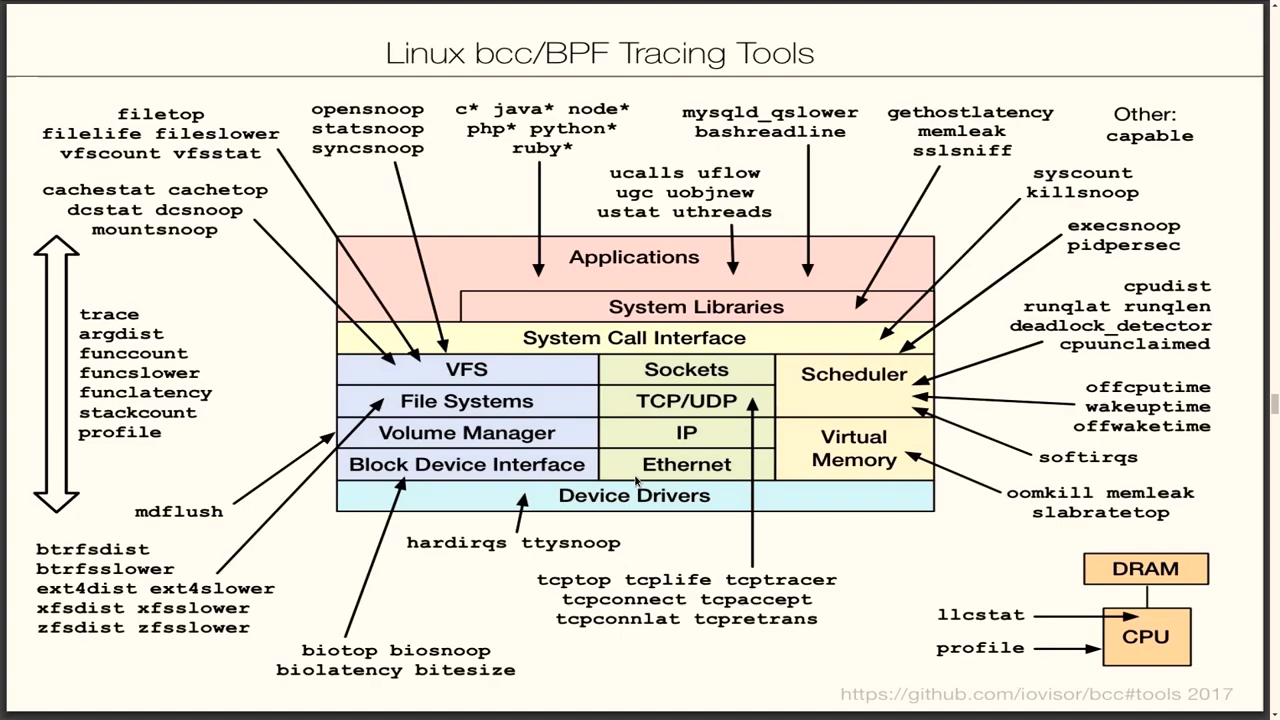 Linux bcc/BPF Tracing Tools
filetop
filelife fileslower
vfscount vfsstat
opensnoop
statsnoop
syncsnoop
c* java* node*
php* python*
ruby*
mysqld_qslower
bashreadline
gethostlatency
memleak
sslsniff
Other:
capable
cachestat cachetop
dcstat dcsnoop
mountsnoop
ucalls uflow
ugc uobjnew
ustat uthreads
syscount
killsnoop
execsnoop
pidpersec
cpudist
runqlat runqlen
deadlock_detector
cpuunclaimed
trace
argdist
funccount
funcslower
funclatency
stackcount
profile
Applications
System Libraries
System Call Interface
VFS
File Systems
Volume Manager
Block Device Interface
Sockets
TCP/UDP
IP
Ethernet
Scheduler
Virtual
Memory
Device Drivers
offcputime
wakeuptime
offwaketime
softirqs
oomkill memleak
slabratetop
mdflush
btrfsdist
btrfsslower
ext4dist ext4slower
xfsdist xfsslower
zfsdist zfsslower
hardirqs ttysnoop
biotop biosnoop
biolatency bitesize
tcptop tcplife tcptracer
tcpconnect tcpaccept
tcpconnlat tcpretrans
DRAM
llcstat
CPU
profile
https://github.com/iovisor/bcc#tools 2017